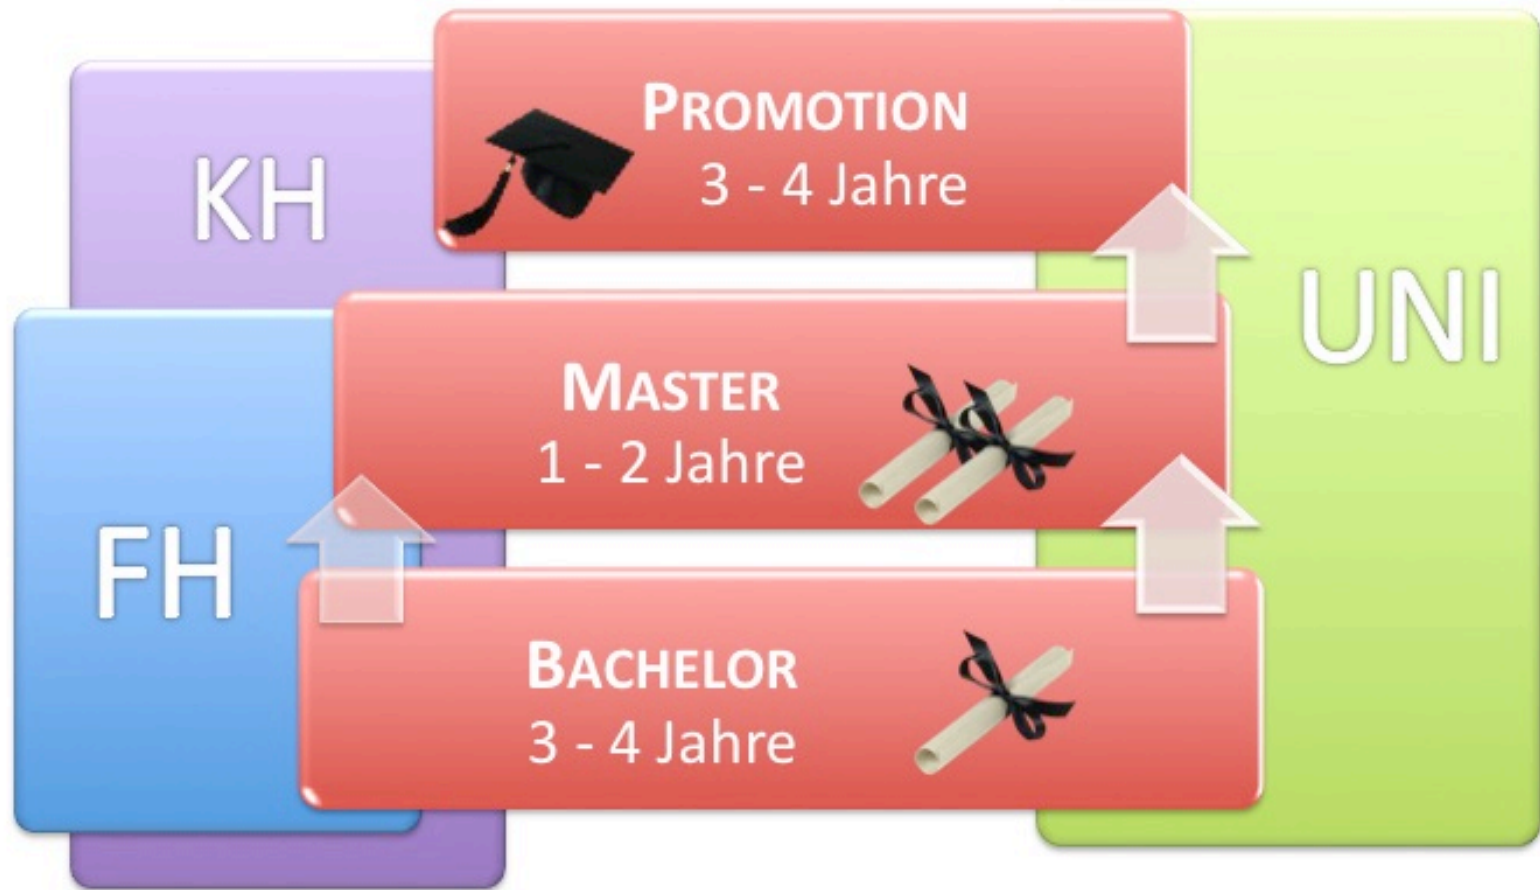 PROMOTION
3 - 4 Jahre
KH
UNI
MASTER
1 - 2 Jahre
FH
BACHELOR
3 - 4 Jahre